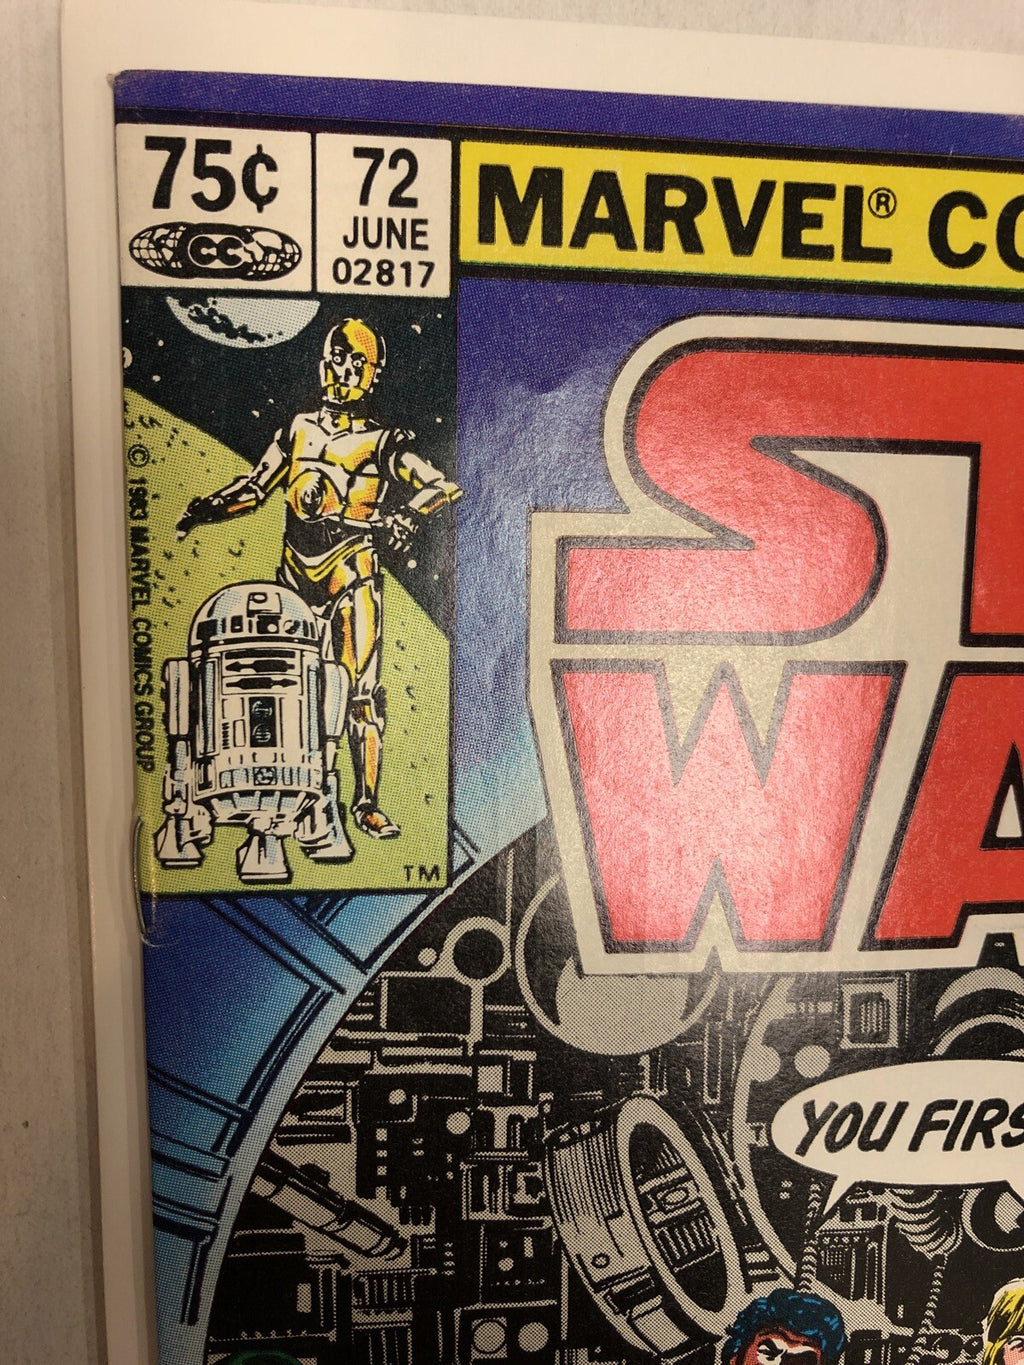 75¢
CC
72
JUNE
02817
MARVEL® CO
© 1983 MARVEL COMICS GROUP
TM
ST
WA
YOU FIRS